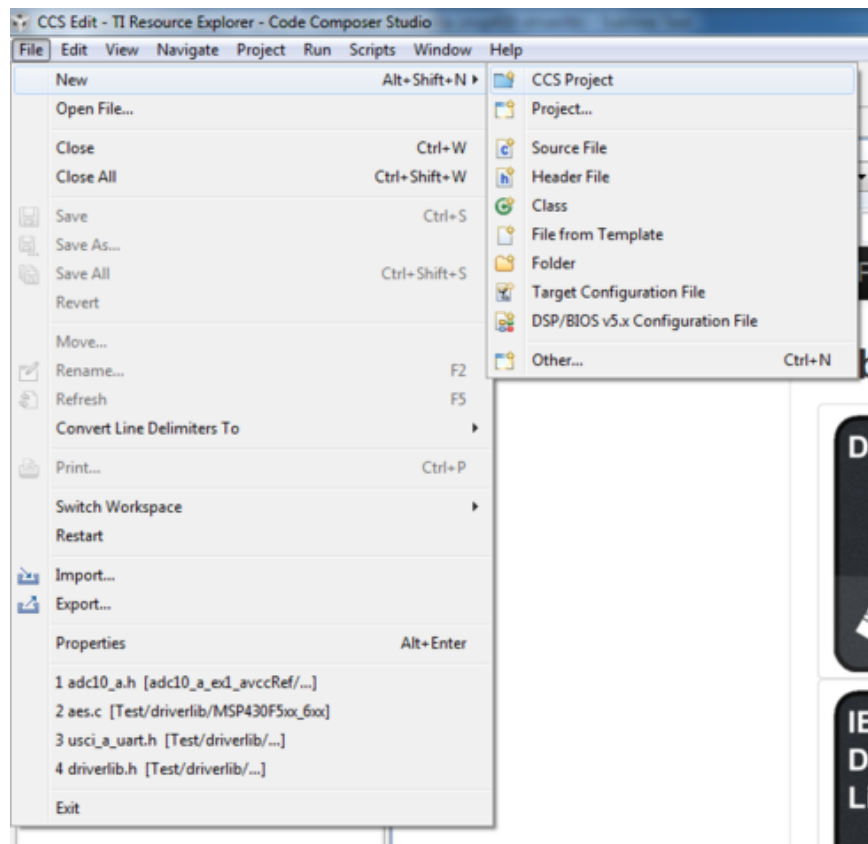 CCS Edit - TI Resource Explorer - Code Composer Studio
File Edit View Navigate Project Run Scripts Window Help
New Alt+Shift+N
Open File...
Close Ctrl+W
Close All Ctrl+Shift+W
Save Ctrl+S
Save As...
Save All Ctrl+Shift+S
Revert
Move...
Rename... F2
Refresh F5
Convert Line Delimiters To
Print... Ctrl+P
Switch Workspace
Restart
Import...
Export...
Properties Alt+Enter
1 adc10_a.h [adc10_a_ex1_avccRef/...]
2 aes.c [Test/driverlib/MSP430F5xx_6xx]
3 usci_a_uart.h [Test/driverlib/...]
4 driverlib.h [Test/driverlib/...]
Exit
CCS Project
Project...
Source File
Header File
Class
File from Template
Folder
Target Configuration File
DSP/BIOS v5.x Configuration File
Other... Ctrl+N
D
D